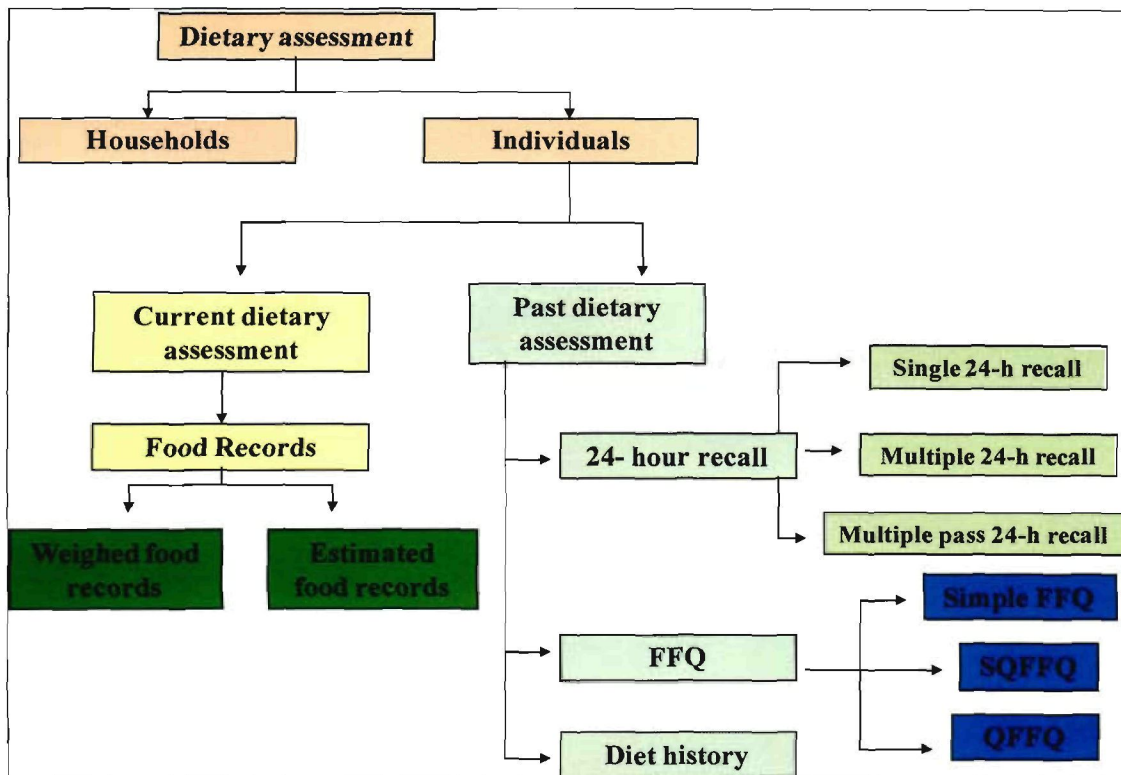 Dietary assessment
Households
Individuals
Current dietary
assessment
Past dietary
assessment
Single 24-h recall
Food Records
24- hour recall
Multiple 24-h recall
Multiple pass 24-h recall
Weighed food
records
Estimated
food records
Simple FFQ
FFQ
SQFFQ
QFFQ
Diet history